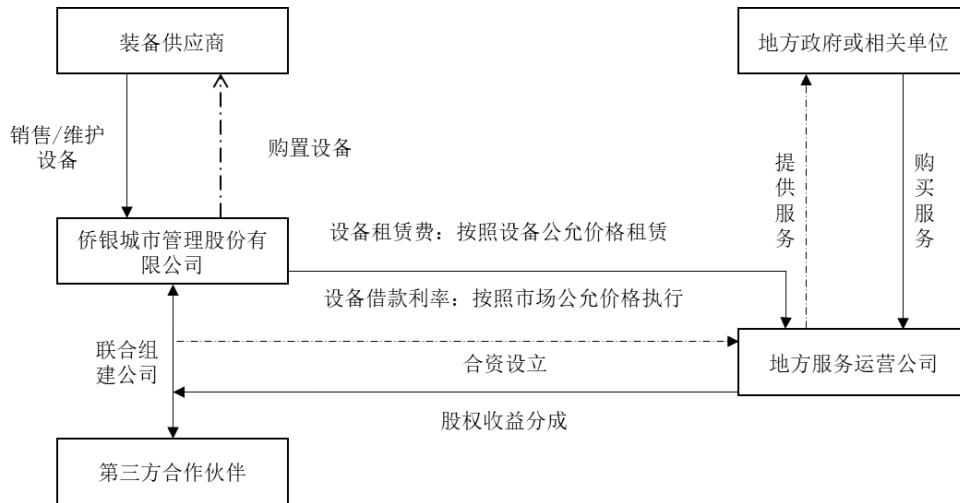 装备供应商
地方政府或相关单位
销售/维护
设备
购置设备
提供服务
购买服务
侨银城市管理股份有
限公司
设备租赁费：按照设备公允价格租赁
设备借款利率：按照市场公允价格执行
联合组
建公司
合资设立
地方服务运营公司
股权收益分成
第三方合作伙伴